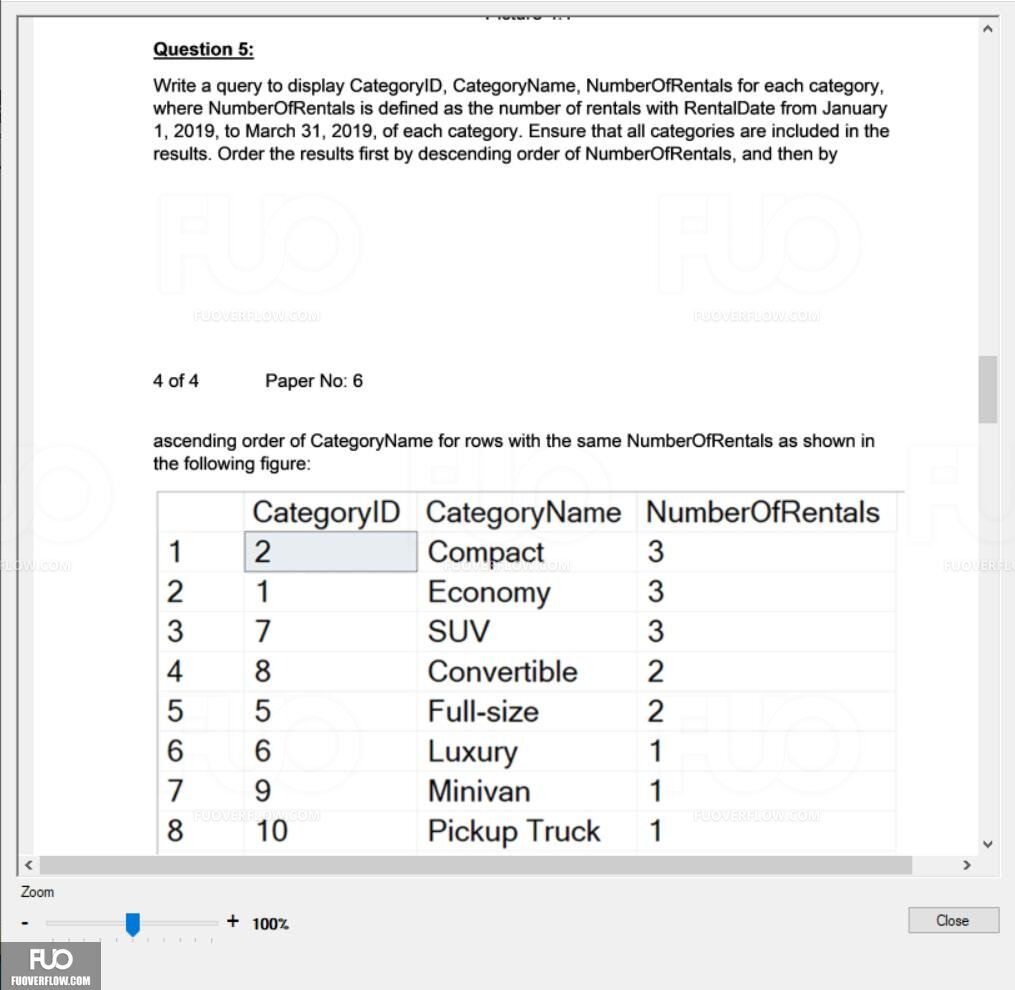 Question 5:
Write a query to display CategoryID, CategoryName, NumberOfRentals for each category,
where NumberOfRentals is defined as the number of rentals with RentalDate from January
1, 2019, to March 31, 2019, of each category. Ensure that all categories are included in the
results. Order the results first by descending order of NumberOfRentals, and then by
FUO FUO
FUOVERFLOW.COM FUOVERFLOW.COM
4 of 4 Paper No: 6
ascending order of CategoryName for rows with the same NumberOfRentals as shown in
the following figure:
CategoryID CategoryName NumberOfRentals
1 2 Compact 3
2 1 Economy 3
3 7 SUV 3
4 8 Convertible 2
5 5 Full-size 2
6 6 Luxury 1
7 9 Minivan 1
FUOVERFLOW.COM FUOVERFLOW.COM
8 10 Pickup Truck 1
Zoom
- + 100%
Close
FUO
FUOVERFLOW.COM